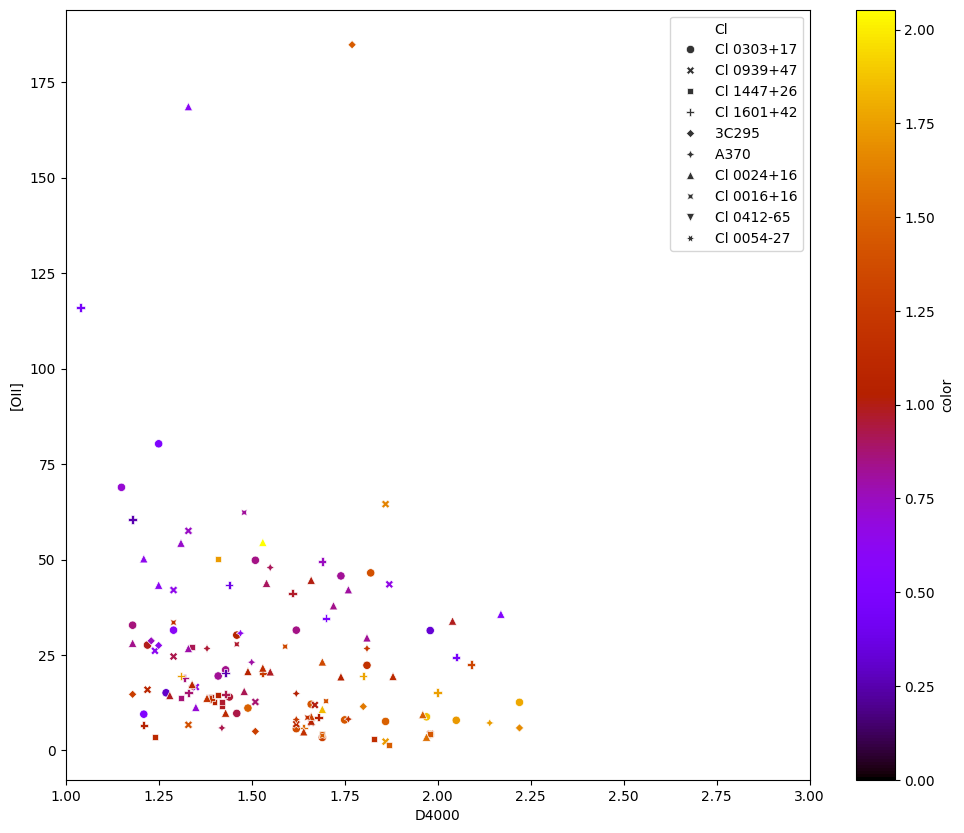 Cl
Cl 0303+17
Cl 0939+47
Cl 1447+26
Cl 1601+42
3C295
A370
Cl 0024+16
Cl 0016+16
Cl 0412-65
Cl 0054-27
175
150
125
100
75
50
25
0
[OII]
1.00
1.25
1.50
1.75
2.00
2.25
2.50
2.75
3.00
D4000
2.00
1.75
1.50
1.25
1.00
0.75
0.50
0.25
0.00
color